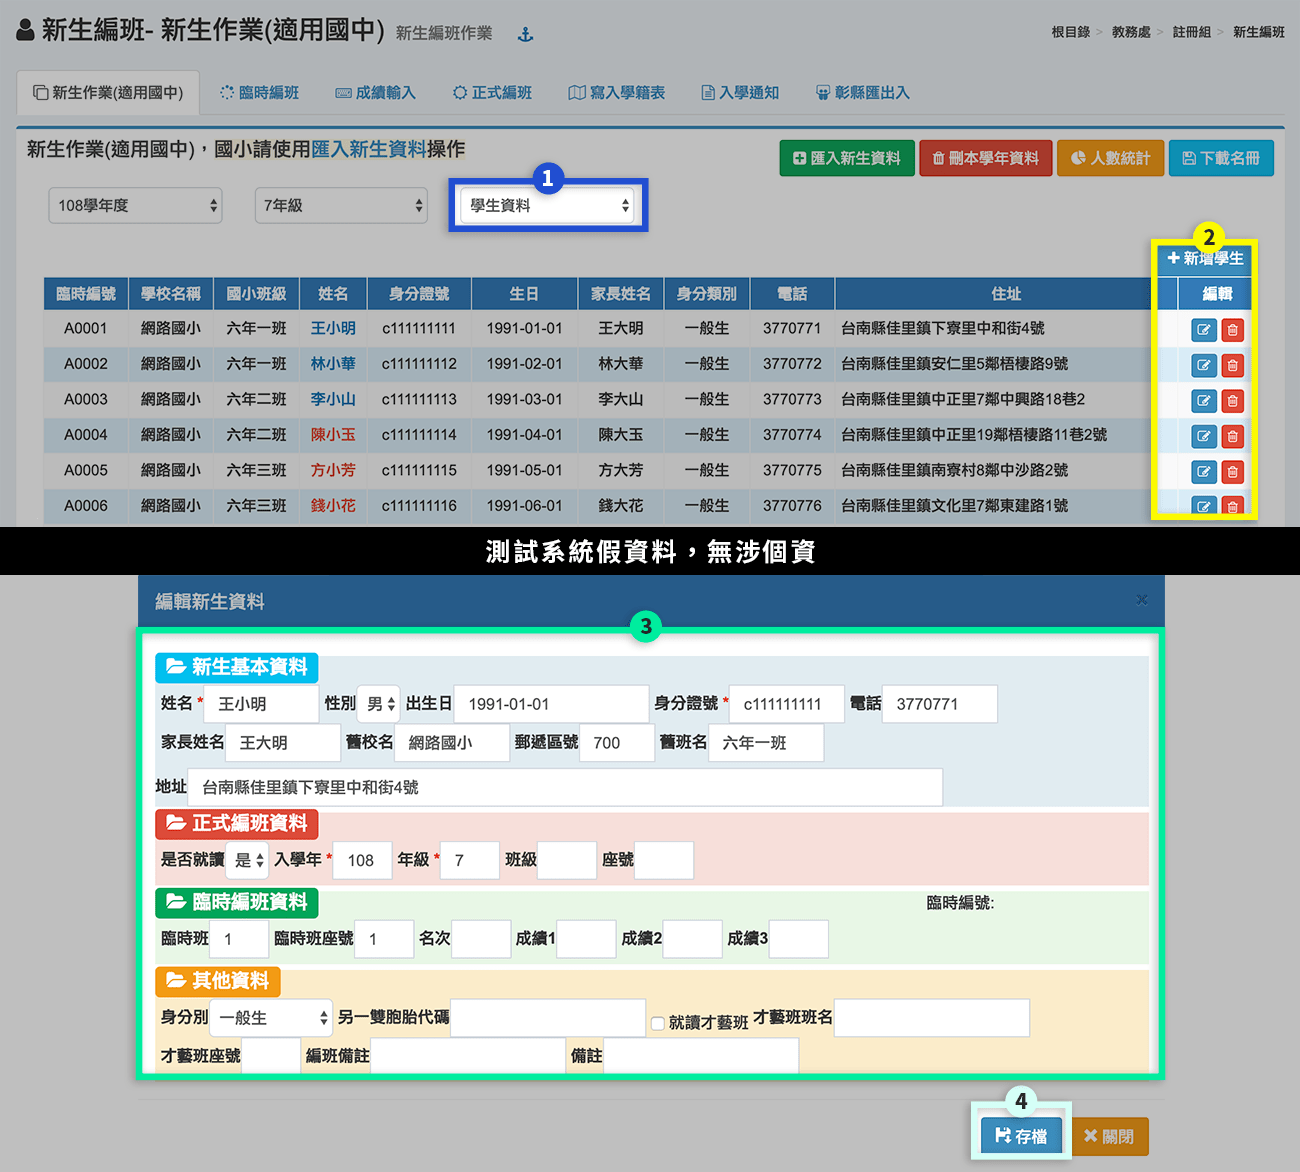 新生編班- 新生作業(適用國中) 新生編班作業
根目錄 > 教務處 > 註冊組 > 新生編班
新生作業(適用國中) 臨時編班 成績輸入 正式編班 寫入學籍表 入學通知 彰縣匯出入
新生作業(適用國中)，國小請使用匯入新生資料操作
匯入新生資料 刪本學年資料 人數統計 下載名冊
1
108學年度 7年級 學生資料
2
新增學生
臨時編號 學校名稱 國小班級 姓名 身分證號 生日 家長姓名 身分類別 電話 住址 編輯
A0001 網路國小 六年一班 王小明 c111111111 1991-01-01 王大明 一般生 3770771 台南縣佳里鎮下寮里中和街4號
A0002 網路國小 六年一班 林小華 c111111112 1991-02-01 林大華 一般生 3770772 台南縣佳里鎮安仁里5鄰梧棲路9號
A0003 網路國小 六年二班 李小山 c111111113 1991-03-01 李大山 一般生 3770773 台南縣佳里鎮中正里7鄰中興路18巷2
A0004 網路國小 六年二班 陳小玉 c111111114 1991-04-01 陳大玉 一般生 3770774 台南縣佳里鎮中正里19鄰梧棲路11巷2號
A0005 網路國小 六年三班 方小芳 c111111115 1991-05-01 方大芳 一般生 3770775 台南縣佳里鎮南寮村8鄰中沙路2號
A0006 網路國小 六年三班 錢小花 c111111116 1991-06-01 錢大花 一般生 3770776 台南縣佳里鎮文化里7鄰東建路1號
測試系統假資料，無涉個資
編輯新生資料 ×
3
新生基本資料
姓名* 王小明 性別 男 出生日 1991-01-01 身分證號* c111111111 電話 3770771
家長姓名 王大明 舊校名 網路國小 郵遞區號 700 舊班名 六年一班
地址 台南縣佳里鎮下寮里中和街4號
正式編班資料
是否就讀 是 入學年* 108 年級* 7 班級 座號
臨時編班資料 臨時編號:
臨時班 1 臨時班座號 1 名次 成績1 成績2 成績3
其他資料
身分別 一般生 另一雙胞胎代碼 就讀才藝班 才藝班班名
才藝班座號 編班備註 備註
4
存檔 關閉